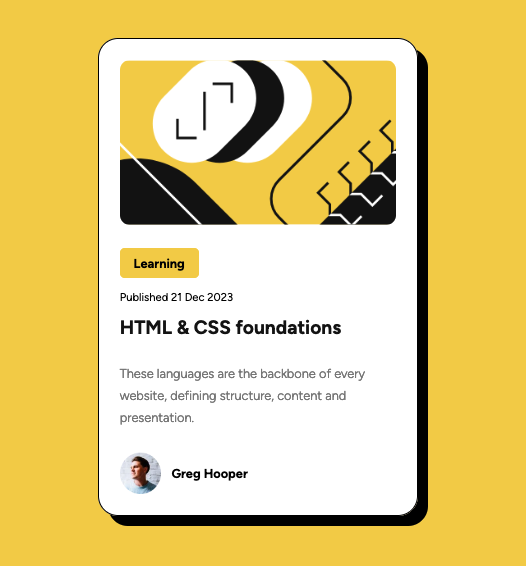 Learning
Published 21 Dec 2023
HTML & CSS foundations
These languages are the backbone of every
website, defining structure, content and
presentation.
Greg Hooper